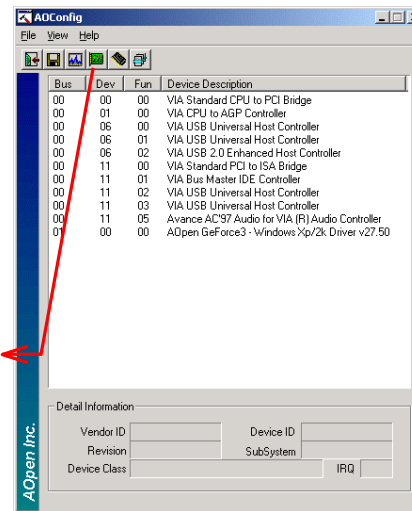 AOConfig
File View Help
Bus Dev Fun Device Description
00 00 00 VIA Standard CPU to PCI Bridge
00 01 00 VIA CPU to AGP Controller
00 06 00 VIA USB Universal Host Controller
00 06 01 VIA USB Universal Host Controller
00 06 02 VIA USB 2.0 Enhanced Host Controller
00 11 00 VIA Standard PCI to ISA Bridge
00 11 01 VIA Bus Master IDE Controller
00 11 02 VIA USB Universal Host Controller
00 11 03 VIA USB Universal Host Controller
00 11 05 Avance AC'97 Audio for VIA (R) Audio Controller
01 00 00 AOpen GeForce3 - Windows Xp/2k Driver v27.50
Detail Information
Vendor ID Device ID
Revision SubSystem
Device Class IRQ
AOpen Inc.